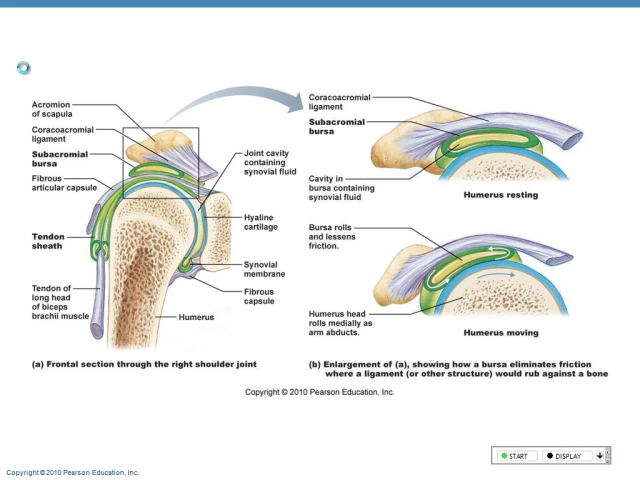 Acromion
of scapula
Coracoacromial
ligament
Subacromial
bursa
Fibrous
articular capsule
Tendon
sheath
Tendon of
long head
of biceps
brachii muscle
Joint cavity
containing
synovial fluid
Hyaline
cartilage
Synovial
membrane
Fibrous
capsule
Humerus
(a) Frontal section through the right shoulder joint
Coracoacromial
ligament
Subacromial
bursa
Cavity in
bursa containing
synovial fluid
Humerus resting
Bursa rolls
and lessens
friction.
Humerus head
rolls medially as
arm abducts.
Humerus moving
(b) Enlargement of (a), showing how a bursa eliminates friction
where a ligament (or other structure) would rub against a bone
Copyright © 2010 Pearson Education, Inc.
START
DISPLAY
Copyright © 2010 Pearson Education, Inc.